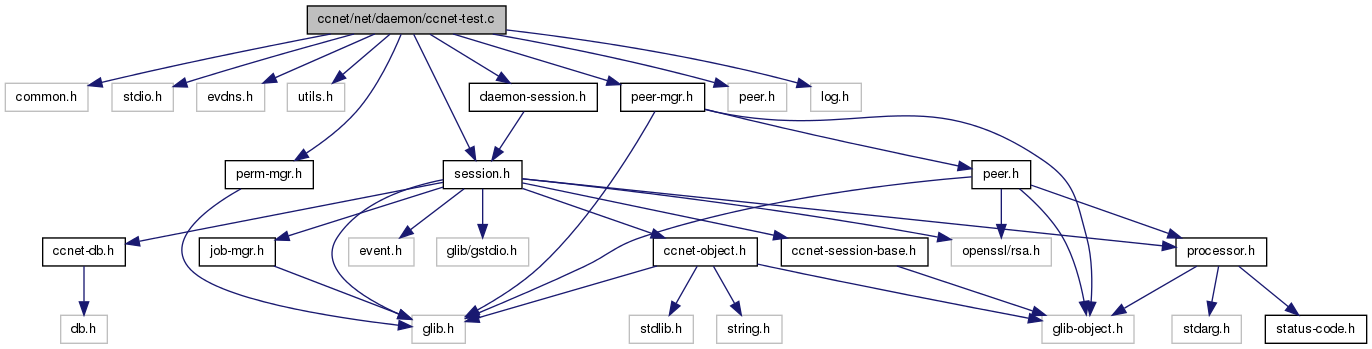 ccnet/net/daemon/ccnet-test.c
common.h
stdio.h
evdns.h
utils.h
daemon-session.h
peer-mgr.h
peer.h
log.h
perm-mgr.h
session.h
peer.h
ccnet-db.h
job-mgr.h
event.h
glib/gstdio.h
ccnet-object.h
ccnet-session-base.h
openssl/rsa.h
processor.h
db.h
glib.h
stdlib.h
string.h
glib-object.h
stdarg.h
status-code.h